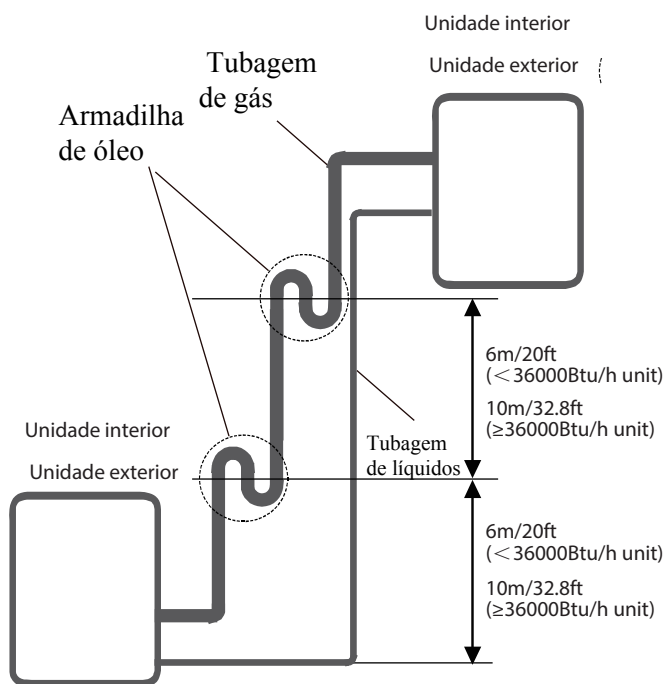 Unidade interior
Unidade exterior
Tubagem
de gás
Armadilha
de óleo
6m/20ft
(<36000Btu/h unit)
10m/32.8ft
(≥36000Btu/h unit)
Unidade interior
Unidade exterior
Tubagem
de líquidos
6m/20ft
(<36000Btu/h unit)
10m/32.8ft
(≥36000Btu/h unit)